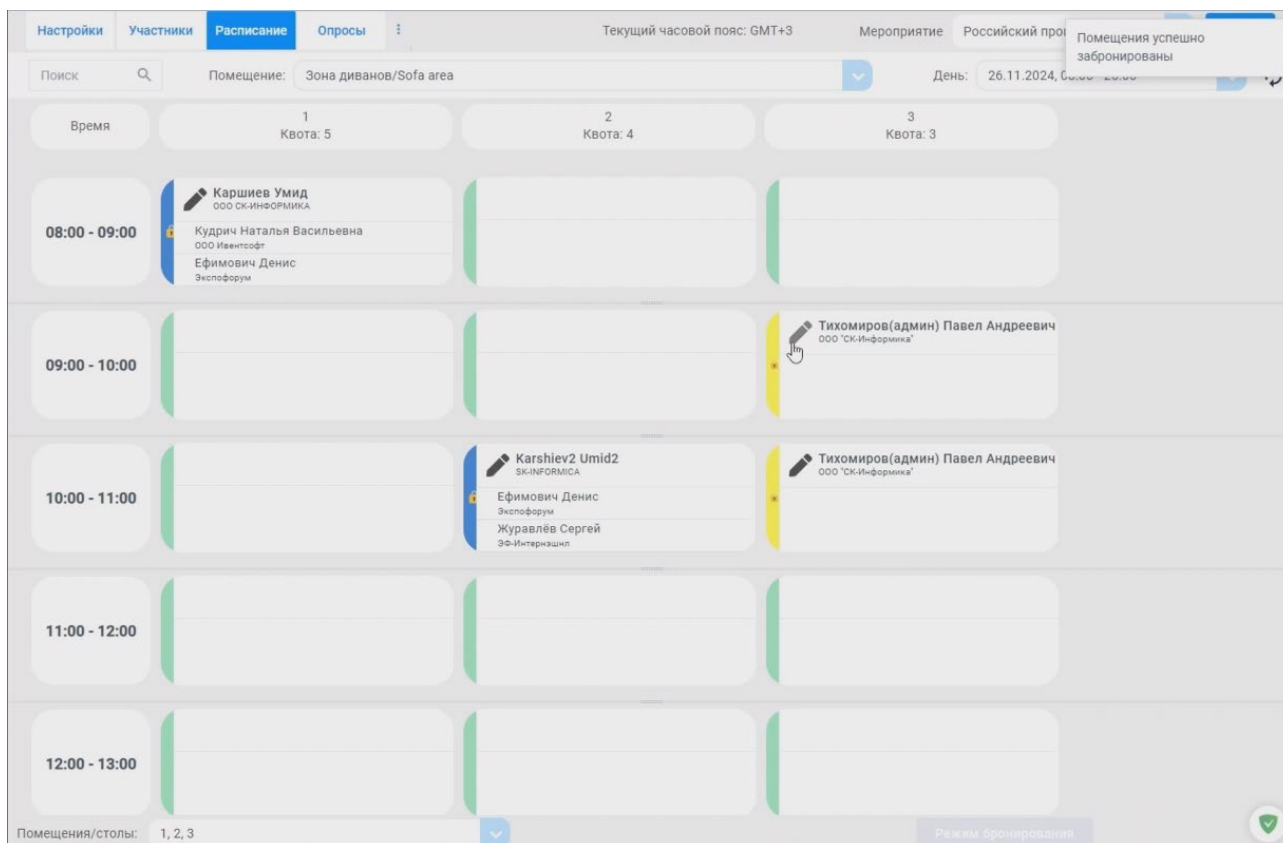 Настройки Участники Расписание Опросы Текущий часовой пояс: GMT+3 Мероприятие Российский
Помещения успешно
забронированы
Поиск Помещение: Зона диванов/Sofa area День: 26.11.2024,
Время
1
Квота: 5
2
Квота: 4
3
Квота: 3
08:00 - 09:00
Каршиев Умид
ООО СК-ИНФОРМИКА
Кудрич Наталья Васильевна
ООО Ивентсофт
Ефимович Денис
Экспофорум
09:00 - 10:00
Тихомиров(админ) Павел Андреевич
ООО "СК-Информика"
10:00 - 11:00
Karshiev2 Umid2
SK-INFORMICA
Ефимович Денис
Экспофорум
Журавлёв Сергей
ЭФ-Интернэшнл
Тихомиров(админ) Павел Андреевич
ООО "СК-Информика"
11:00 - 12:00
12:00 - 13:00
Помещения/столы: 1, 2, 3 Режим бронирования